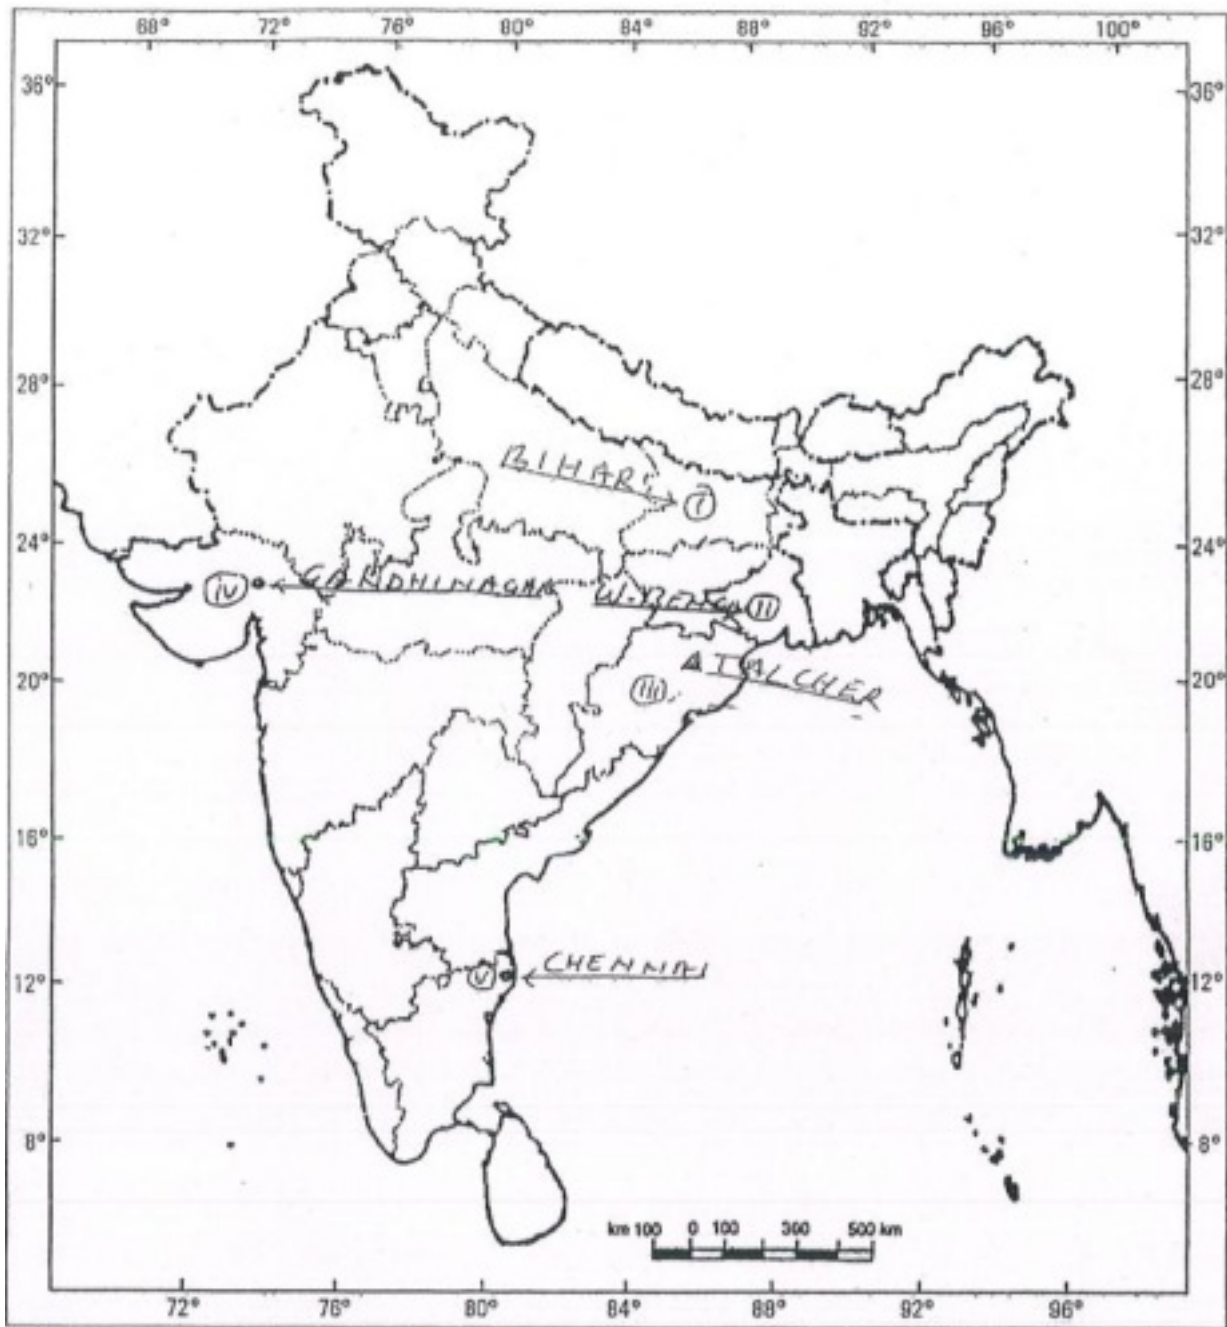 68° 72° 76° 80° 84° 88° 92° 96° 100°
36° 36°
32° 32°
28° 28°
BIHAR (i)
24° 24°
(iv) GANDHINAGAR W.BENGAL (ii)
20° (iii) TALCHER 20°
16° 16°
12° (v) CHENNAI 12°
8° 8°
km 100 0 100 300 500 km
72° 76° 80° 84° 88° 92° 96°